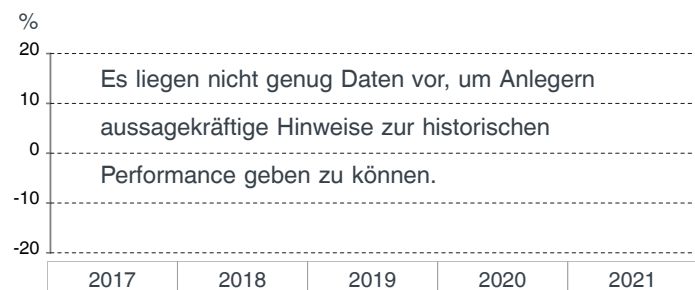 %
20
Es liegen nicht genug Daten vor, um Anlegern
10
aussagekräftige Hinweise zur historischen
0
Performance geben zu können.
-10
-20
2017 2018 2019 2020 2021